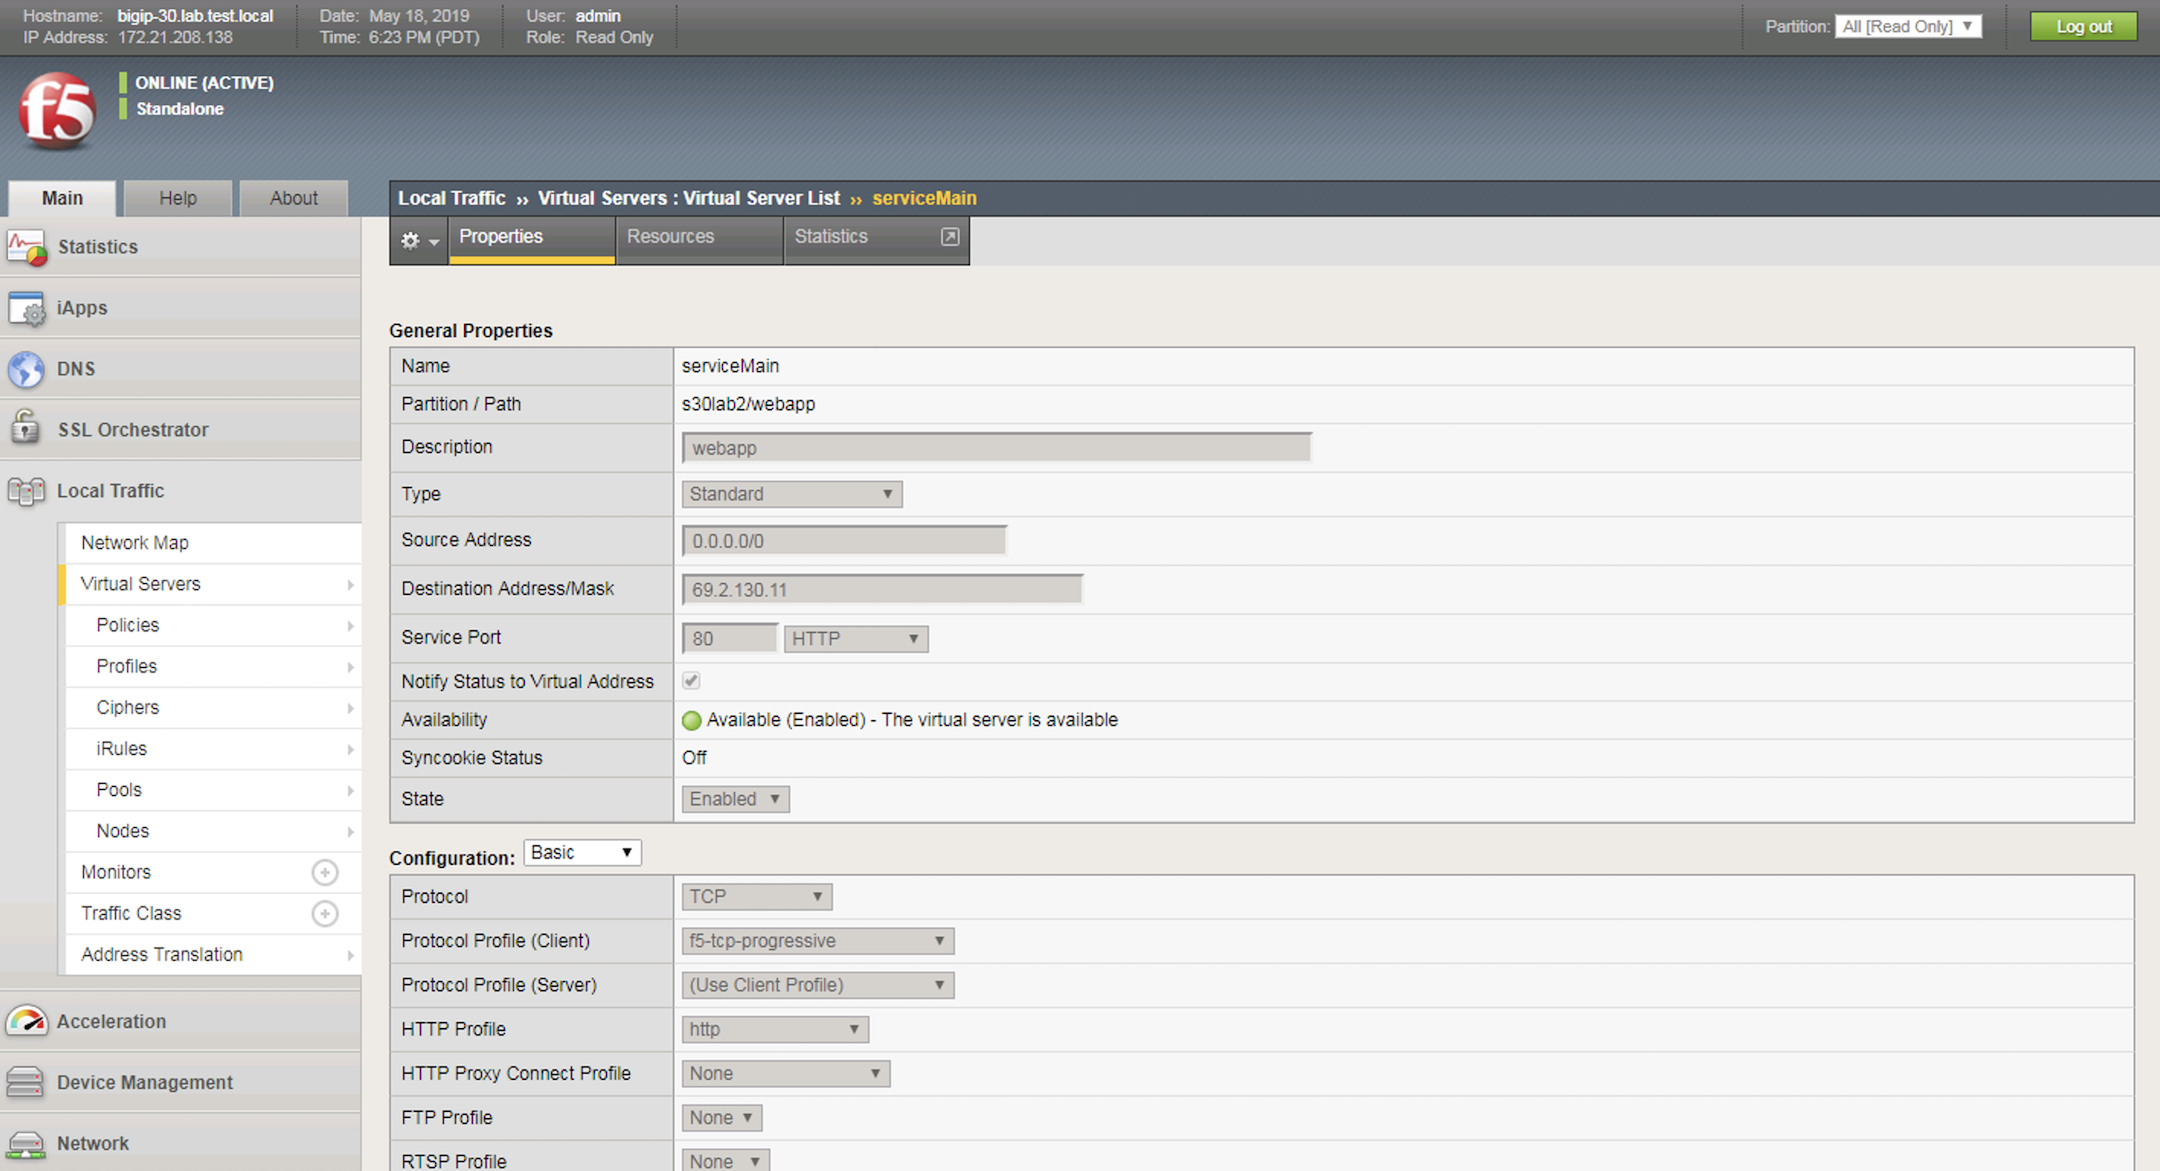 Hostname: bigip-30.lab.test.local
IP Address: 172.21.208.138
Date: May 18, 2019
Time: 6:23 PM (PDT)
User: admin
Role: Read Only
Partition: All [Read Only]
Log out
f5
ONLINE (ACTIVE)
Standalone
Main
Help
About
Statistics
iApps
DNS
SSL Orchestrator
Local Traffic
Network Map
Virtual Servers
Policies
Profiles
Ciphers
iRules
Pools
Nodes
Monitors
Traffic Class
Address Translation
Acceleration
Device Management
Network
Local Traffic ›› Virtual Servers : Virtual Server List ›› serviceMain
Properties
Resources
Statistics
General Properties
Name serviceMain
Partition / Path s30lab2/webapp
Description webapp
Type Standard
Source Address 0.0.0.0/0
Destination Address/Mask 69.2.130.11
Service Port 80 HTTP
Notify Status to Virtual Address
Availability Available (Enabled) - The virtual server is available
Syncookie Status Off
State Enabled
Configuration: Basic
Protocol TCP
Protocol Profile (Client) f5-tcp-progressive
Protocol Profile (Server) (Use Client Profile)
HTTP Profile http
HTTP Proxy Connect Profile None
FTP Profile None
RTSP Profile None